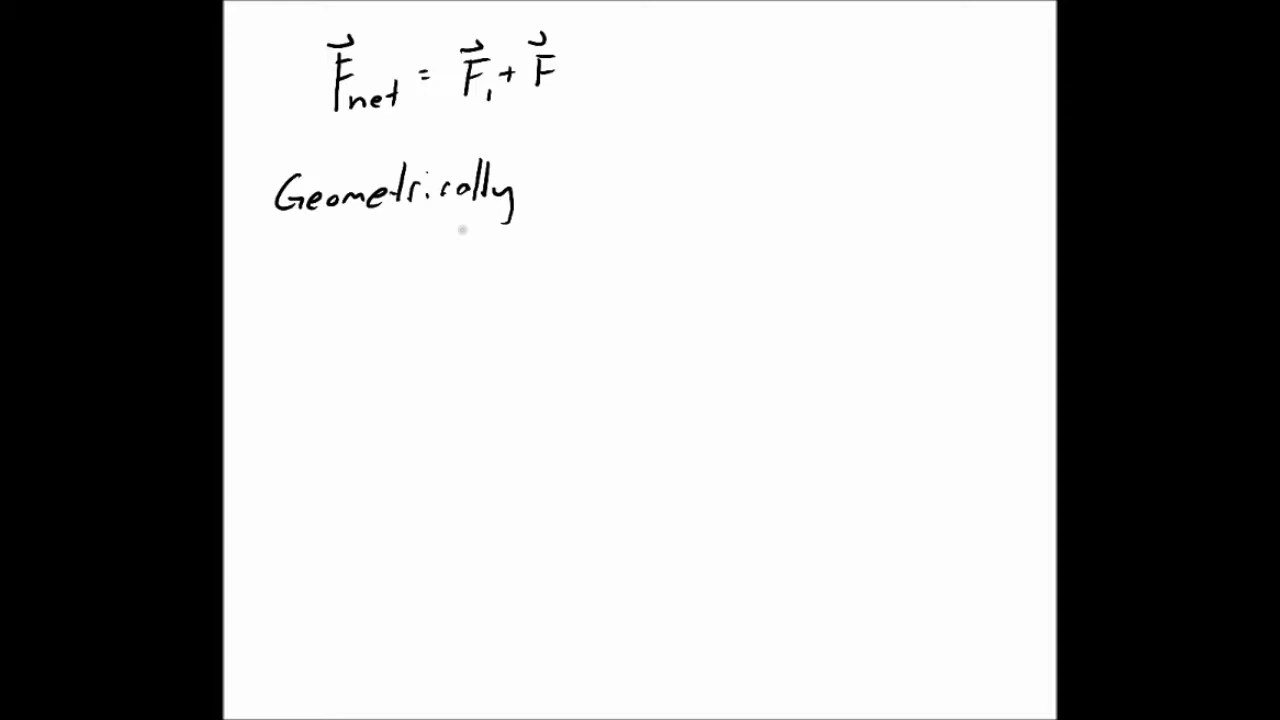 F⃗net = F⃗1 + F⃗
Geometrically